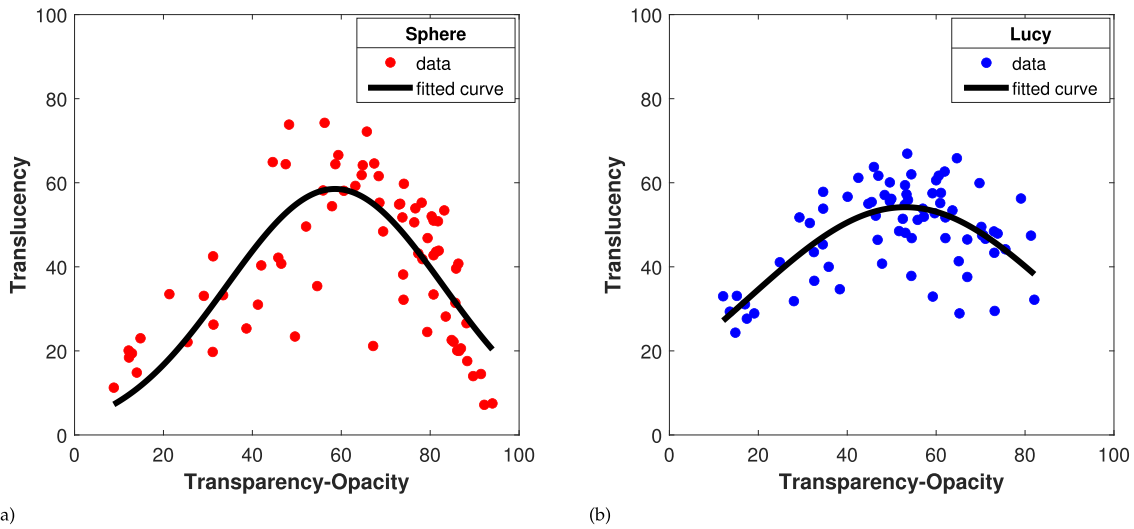 Sphere
data
fitted curve
100
80
60
40
20
0
0 20 40 60 80 100
Translucency
Transparency-Opacity
a)
Lucy
data
fitted curve
100
80
60
40
20
0
0 20 40 60 80 100
Translucency
Transparency-Opacity
(b)